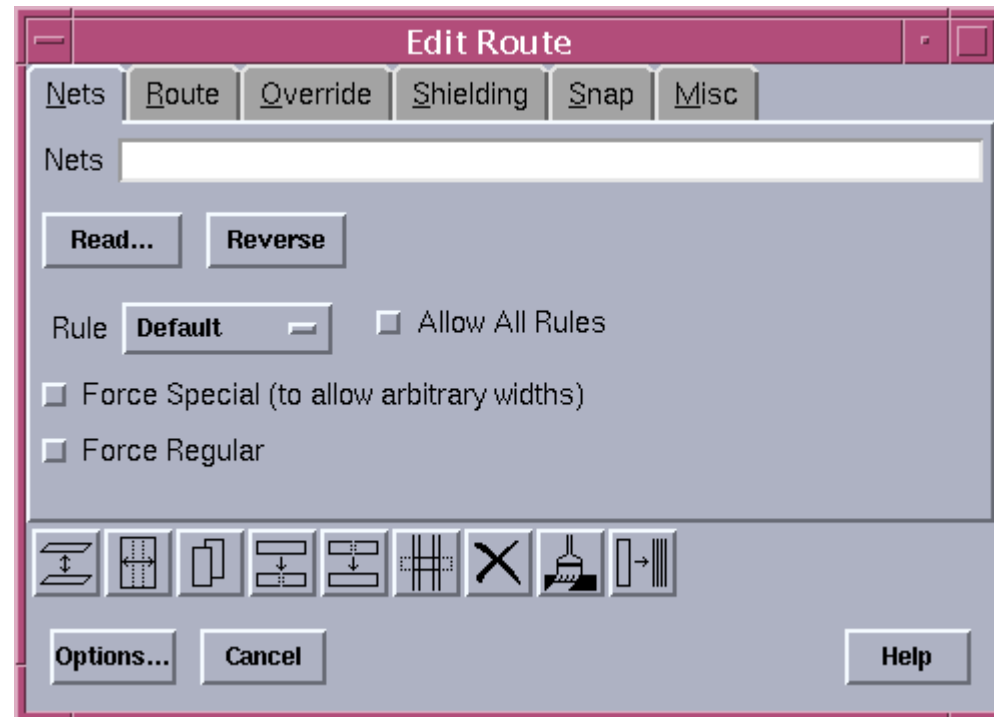 Edit Route
Nets Route Override Shielding Snap Misc
Nets
Read... Reverse
Rule Default Allow All Rules
Force Special (to allow arbitrary widths)
Force Regular
Options... Cancel Help